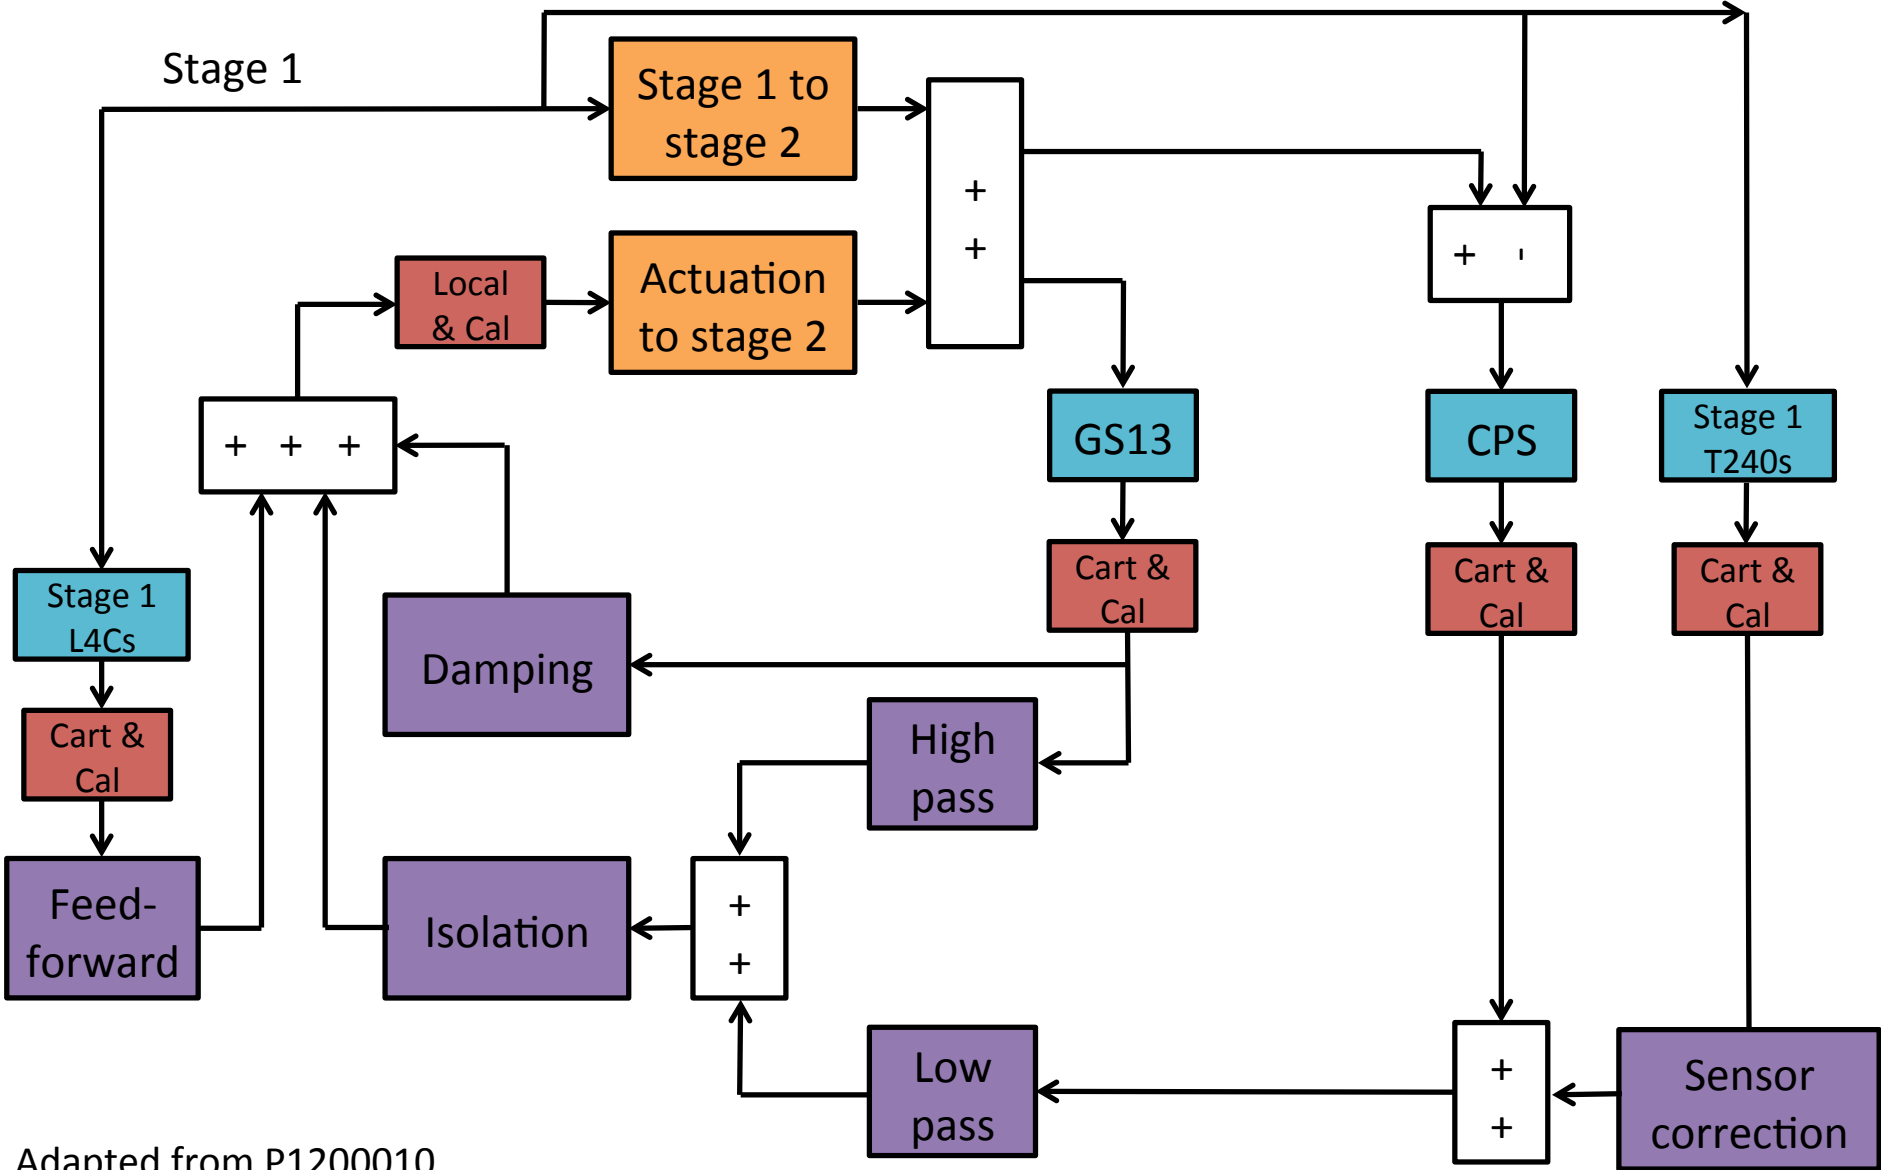 Stage 1
Stage 1 to
stage 2
+
+
+ -
Local
& Cal
Actuation
to stage 2
+ + +
GS13
CPS
Stage 1
T240s
Cart &
Cal
Cart &
Cal
Cart &
Cal
Stage 1
L4Cs
Damping
Cart &
Cal
High
pass
Feed-
forward
Isolation
+
+
Low
pass
+
+
Sensor
correction
Adapted from P1200010